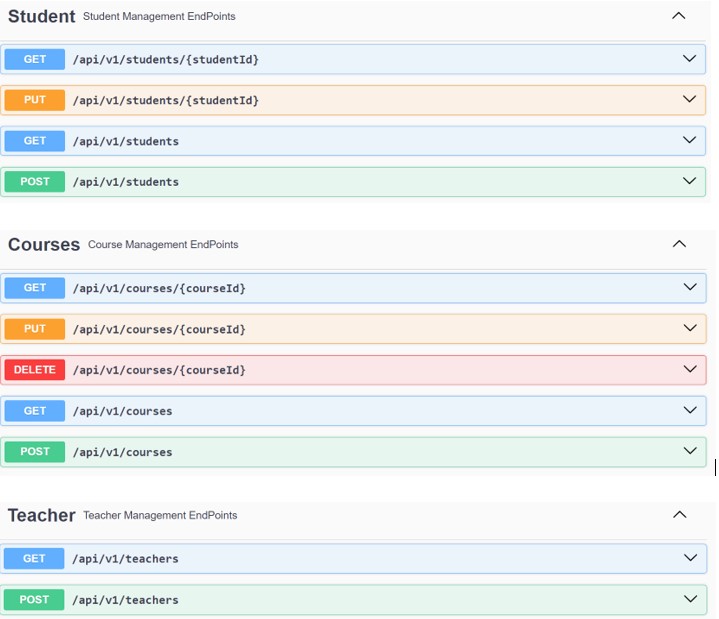 Student Student Management EndPoints
GET /api/v1/students/{studentId}
PUT /api/v1/students/{studentId}
GET /api/v1/students
POST /api/v1/students
Courses Course Management EndPoints
GET /api/v1/courses/{courseId}
PUT /api/v1/courses/{courseId}
DELETE /api/v1/courses/{courseId}
GET /api/v1/courses
POST /api/v1/courses
Teacher Teacher Management EndPoints
GET /api/v1/teachers
POST /api/v1/teachers